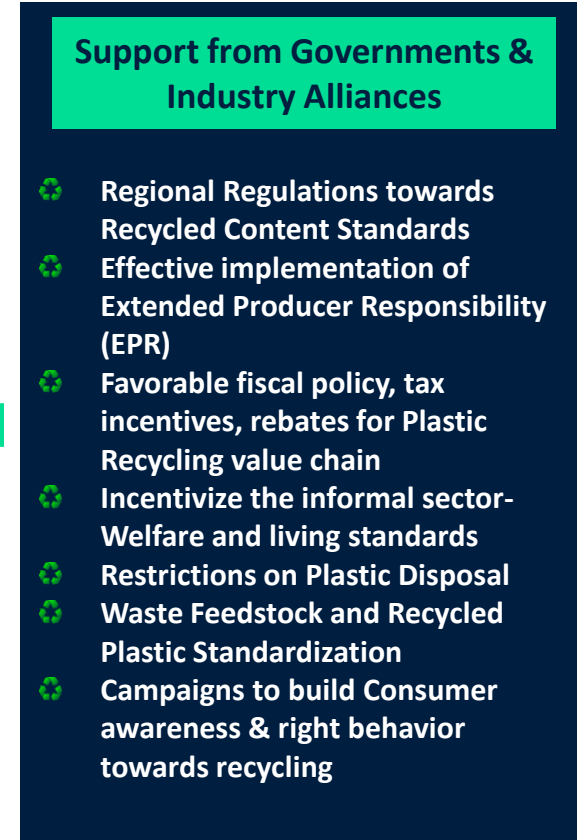 Support from Governments &
Industry Alliances
Regional Regulations towards
Recycled Content Standards
Effective implementation of
Extended Producer Responsibility
(EPR)
Favorable fiscal policy, tax
incentives, rebates for Plastic
Recycling value chain
Incentivize the informal sector-
Welfare and living standards
Restrictions on Plastic Disposal
Waste Feedstock and Recycled
Plastic Standardization
Campaigns to build Consumer
awareness & right behavior
towards recycling